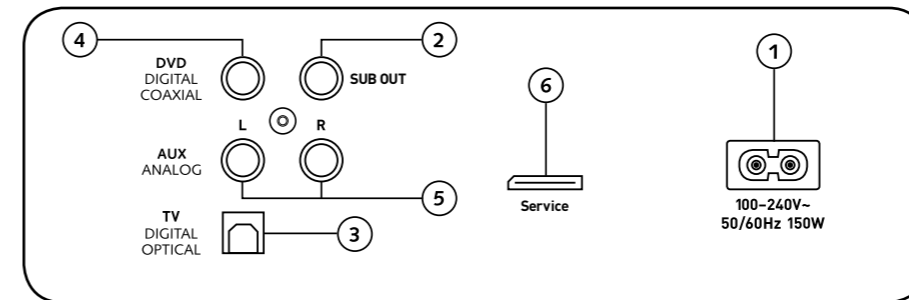 4
2
1
DVD
DIGITAL
COAXIAL
SUB OUT
6
L
R
AUX
ANALOG
5
Service
100–240V~
50/60Hz 150W
TV
DIGITAL
OPTICAL
3